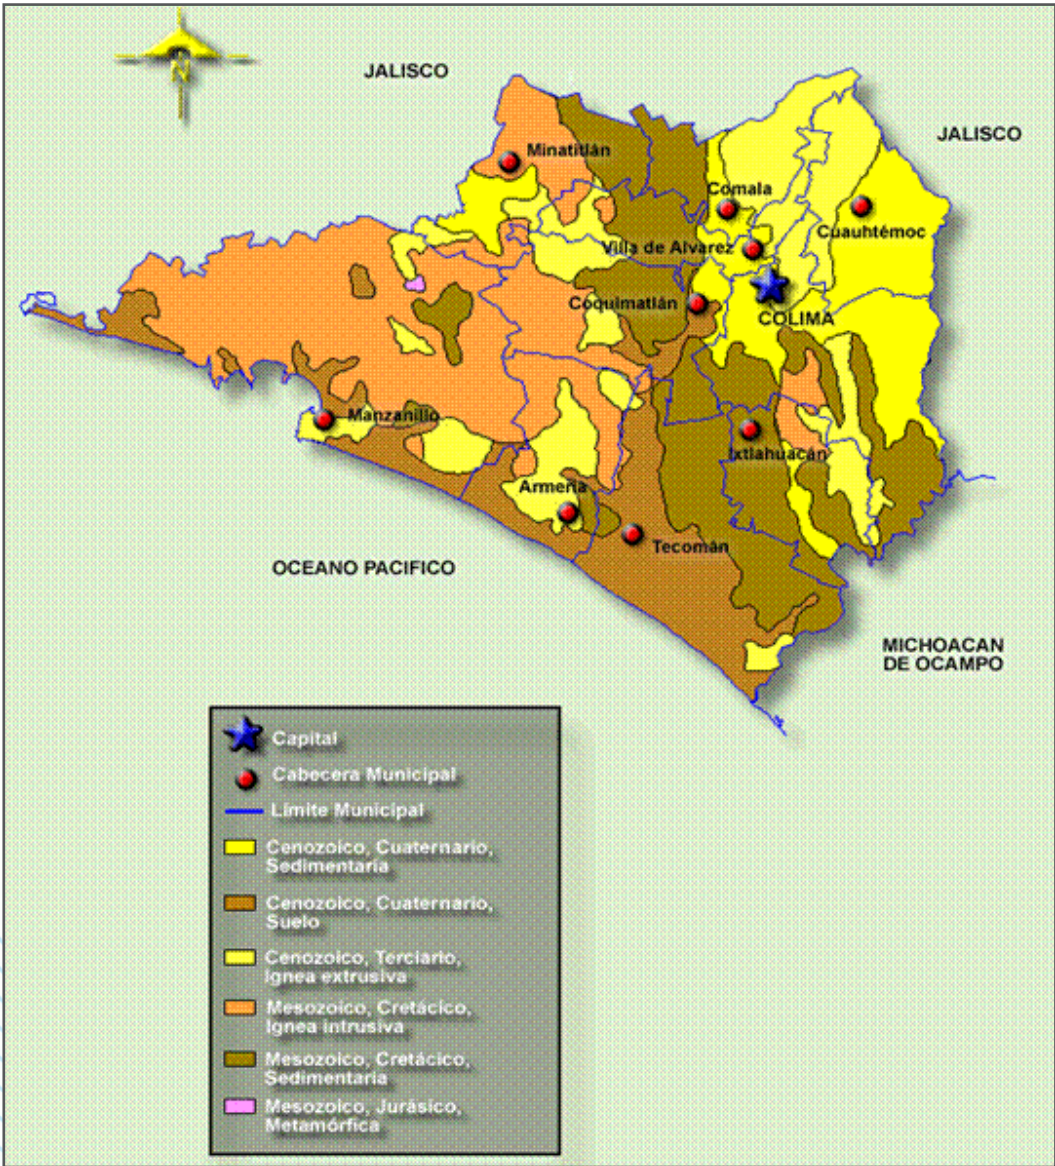 N
JALISCO
JALISCO
Minatitlán
Comala
Cuauhtémoc
Villa de Alvarez
Coquimatlán
COLIMA
Manzanillo
Ixtlahuacán
Armería
Tecomán
OCEANO PACIFICO
MICHOACAN
DE OCAMPO
Capital
Cabecera Municipal
Límite Municipal
Cenozoico, Cuaternario,
Sedimentaria
Cenozoico, Cuaternario,
Suelo
Cenozoico, Terciario,
Ignea extrusiva
Mesozoico, Cretácico,
Ignea intrusiva
Mesozoico, Cretácico,
Sedimentaria
Mesozoico, Jurásico,
Metamórfica